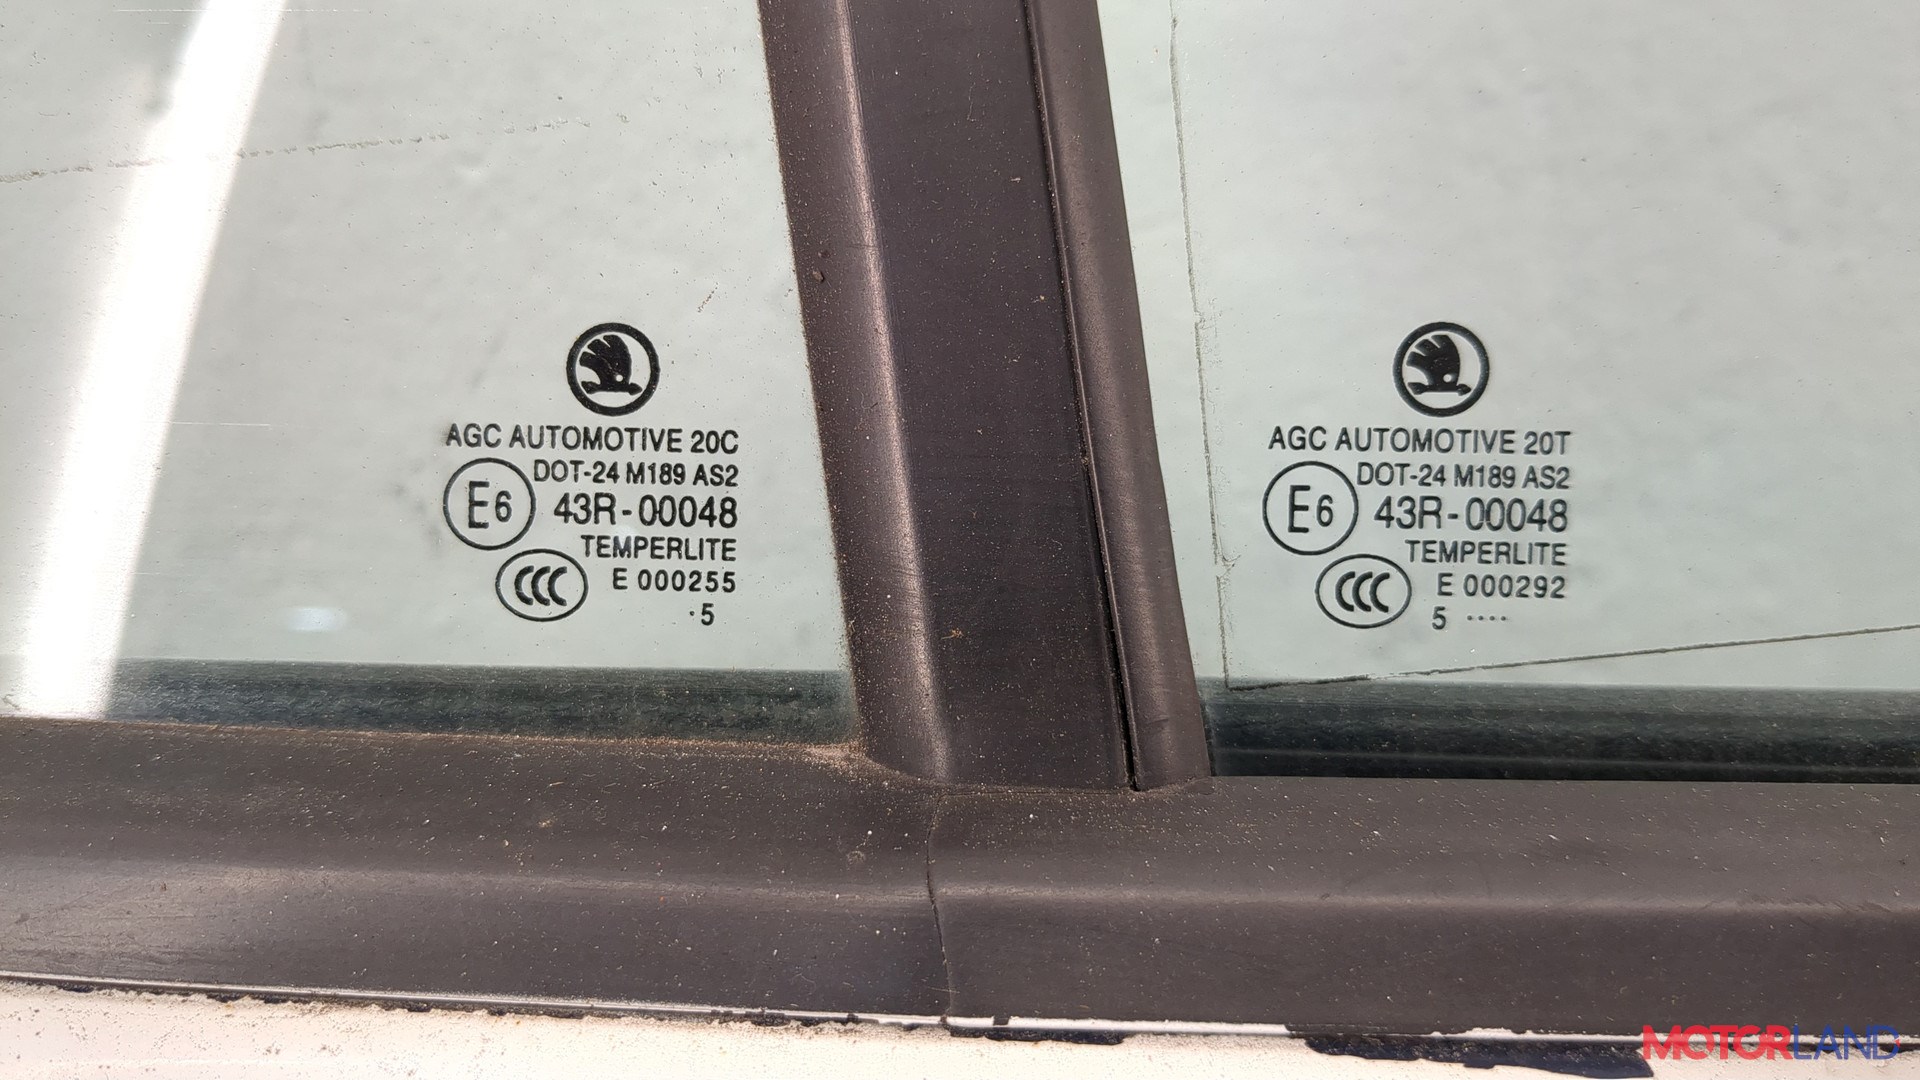 AGC AUTOMOTIVE 20C
DOT-24 M189 AS2
E6 43R-00048
TEMPERLITE
CCC E 000255
·5
AGC AUTOMOTIVE 20T
DOT-24 M189 AS2
E6 43R-00048
TEMPERLITE
CCC E 000292
5 ····
MOTORLAND